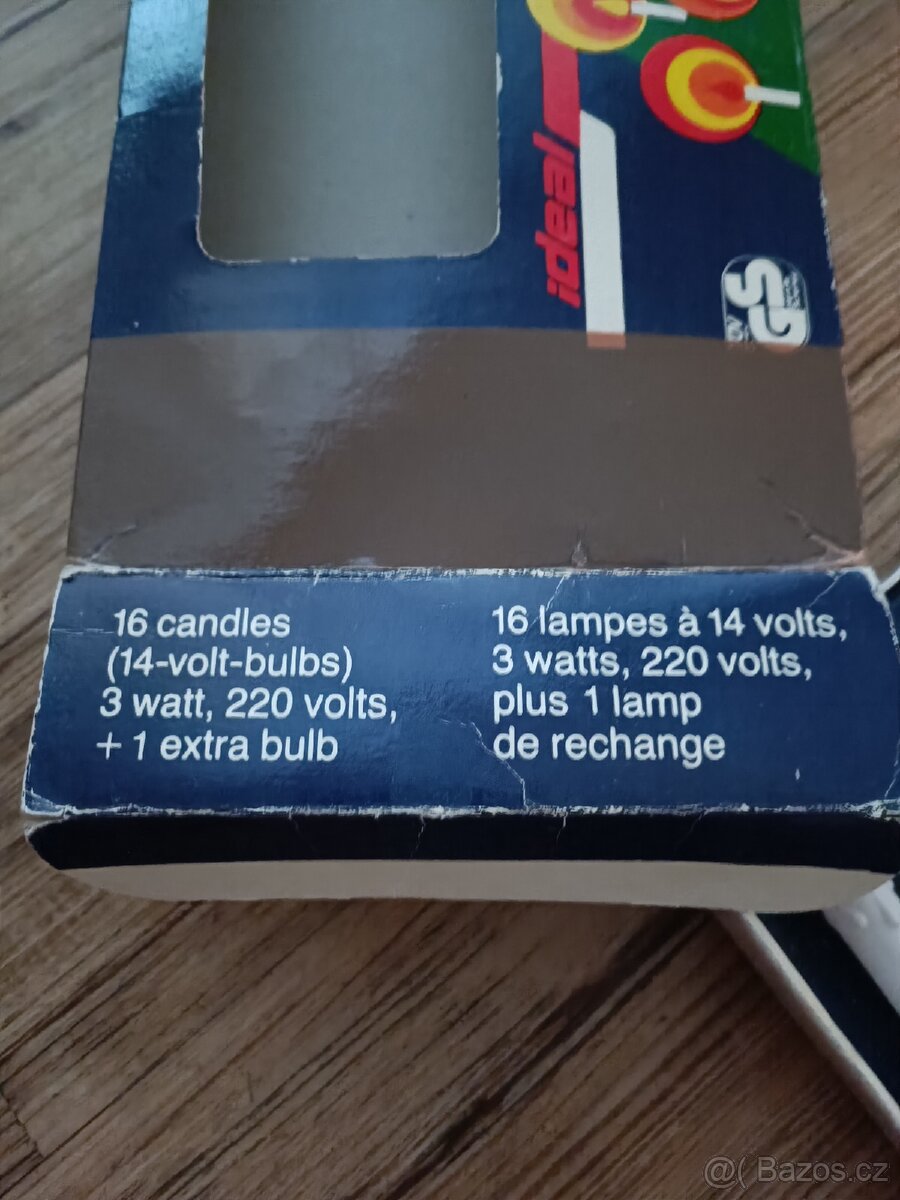 ideal
GS
16 candles
(14-volt-bulbs)
3 watt, 220 volts,
+ 1 extra bulb
16 lampes à 14 volts,
3 watts, 220 volts,
plus 1 lamp
de rechange
@( Bazos.cz